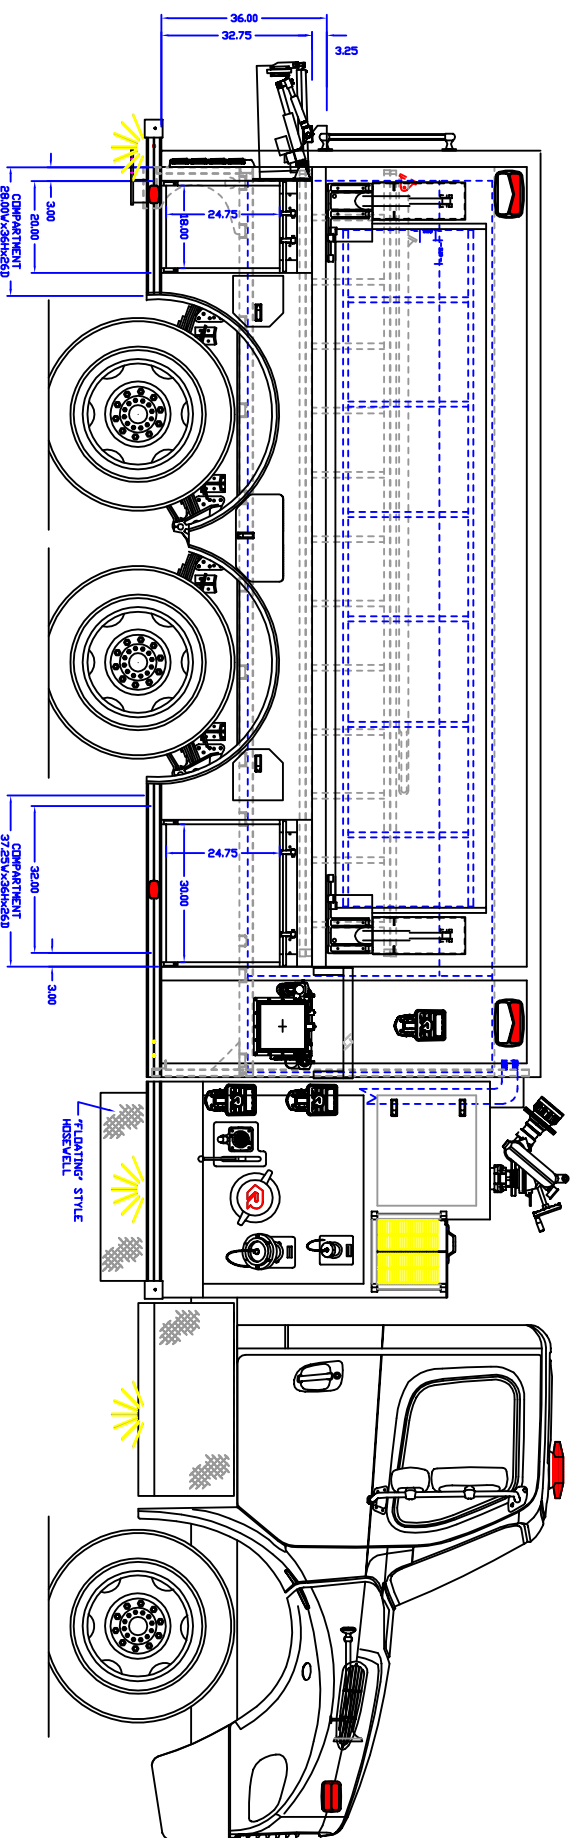 36.00
32.75
3.25
3.00
20.00
COMPARTMENT
28.00Wx36Hx26D
24.75
18.00
24.75
30.00
32.00
COMPARTMENT
37.25Wx36Hx26D
3.00
"FLOATING" STYLE
HOSEWELL